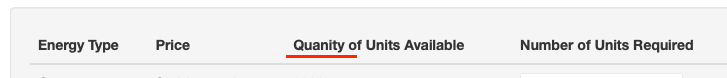 Energy Type Price Quanity of Units Available Number of Units Required